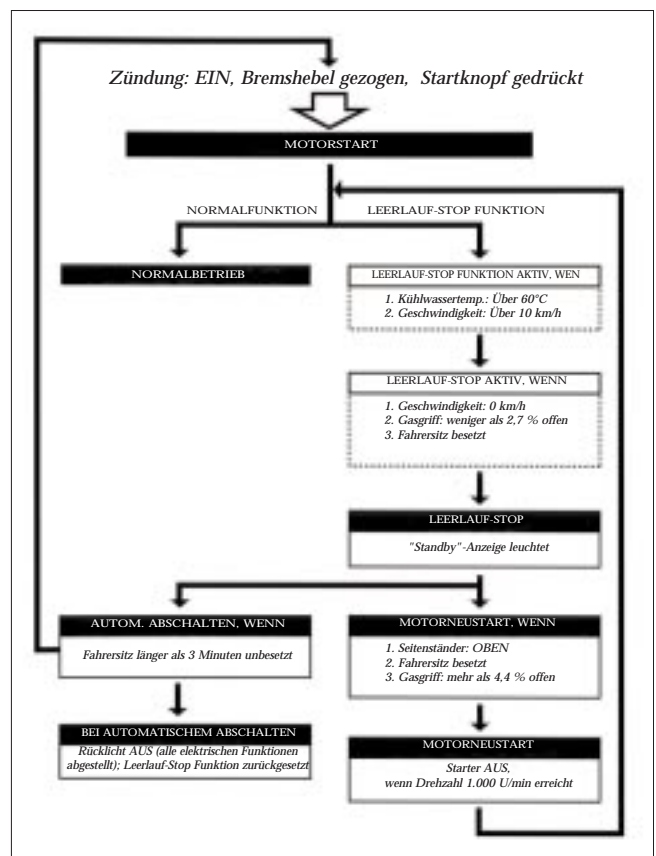 Zündung: EIN, Bremshebel gezogen, Startknopf gedrückt
MOTORSTART
NORMALFUNKTION
LEERLAUF-STOP FUNKTION
NORMALBETRIEB
LEERLAUF-STOP FUNKTION AKTIV, WEN
1. Kühlwassertemp.: Über 60°C
2. Geschwindigkeit: Über 10 km/h
LEERLAUF-STOP AKTIV, WENN
1. Geschwindigkeit: 0 km/h
2. Gasgriff: weniger als 2,7 % offen
3. Fahrersitz besetzt
LEERLAUF-STOP
"Standby"-Anzeige leuchtet
AUTOM. ABSCHALTEN, WENN
Fahrersitz länger als 3 Minuten unbesetzt
MOTORNEUSTART, WENN
1. Seitenständer: OBEN
2. Fahrersitz besetzt
3. Gasgriff: mehr als 4,4 % offen
BEI AUTOMATISCHEM ABSCHALTEN
Rücklicht AUS (alle elektrischen Funktionen
abgestellt); Leerlauf-Stop Funktion zurückgesetzt
MOTORNEUSTART
Starter AUS,
wenn Drehzahl 1.000 U/min erreicht